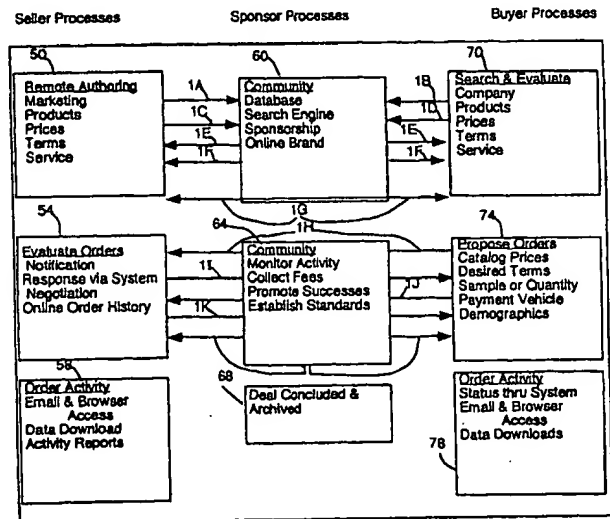 Seller Processes
Sponsor Processes
Buyer Processes
50
Remote Authoring
Marketing
Products
Prices
Terms
Service
1A
1C
1E
1F
60
Community
Database
Search Engine
Sponsorship
Online Brand
1B
1D
1E
1F
70
Search & Evaluate
Company
Products
Prices
Terms
Service
1G
1H
54
Evaluate Orders
Notification
Response via System
Negotiation
Online Order History
1I
1K
64
Community
Monitor Activity
Collect Fees
Promote Successes
Establish Standards
1J
74
Propose Orders
Catalog Prices
Desired Terms
Sample or Quantity
Payment Vehicle
Demographics
58
Order Activity
Email & Browser
Access
Data Download
Activity Reports
68
Deal Concluded &
Archived
78
Order Activity
Status thru System
Email & Browser
Access
Data Downloads